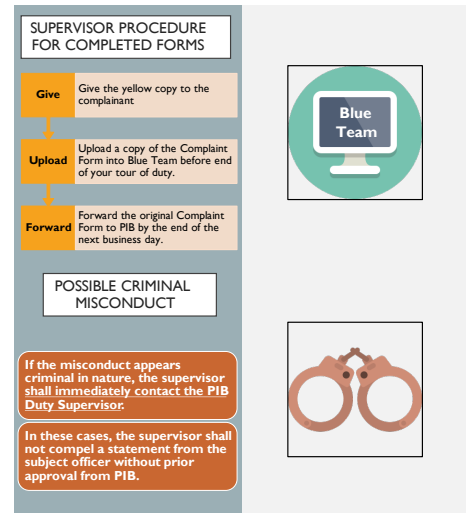 SUPERVISOR PROCEDURE
FOR COMPLETED FORMS
Give
Give the yellow copy to the
complainant
Upload
Upload a copy of the Complaint
Form into Blue Team before end
of your tour of duty.
Forward
Forward the original Complaint
Form to PIB by the end of the
next business day.
Blue
Team
POSSIBLE CRIMINAL
MISCONDUCT
If the misconduct appears
criminal in nature, the supervisor
shall immediately contact the PIB
Duty Supervisor.
In these cases, the supervisor shall
not compel a statement from the
subject officer without prior
approval from PIB.